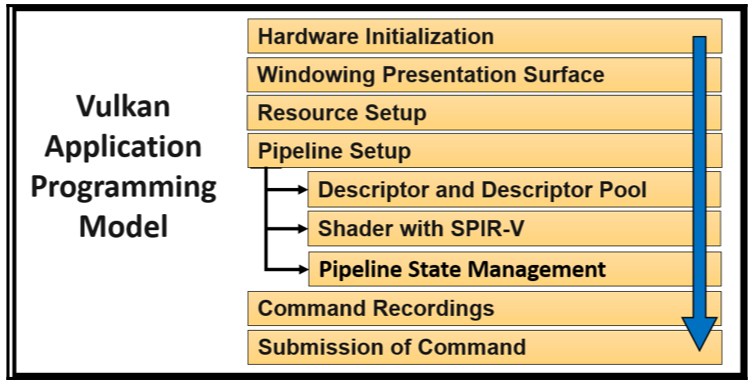 Vulkan
Application
Programming
Model
Hardware Initialization
Windowing Presentation Surface
Resource Setup
Pipeline Setup
Descriptor and Descriptor Pool
Shader with SPIR-V
Pipeline State Management
Command Recordings
Submission of Command